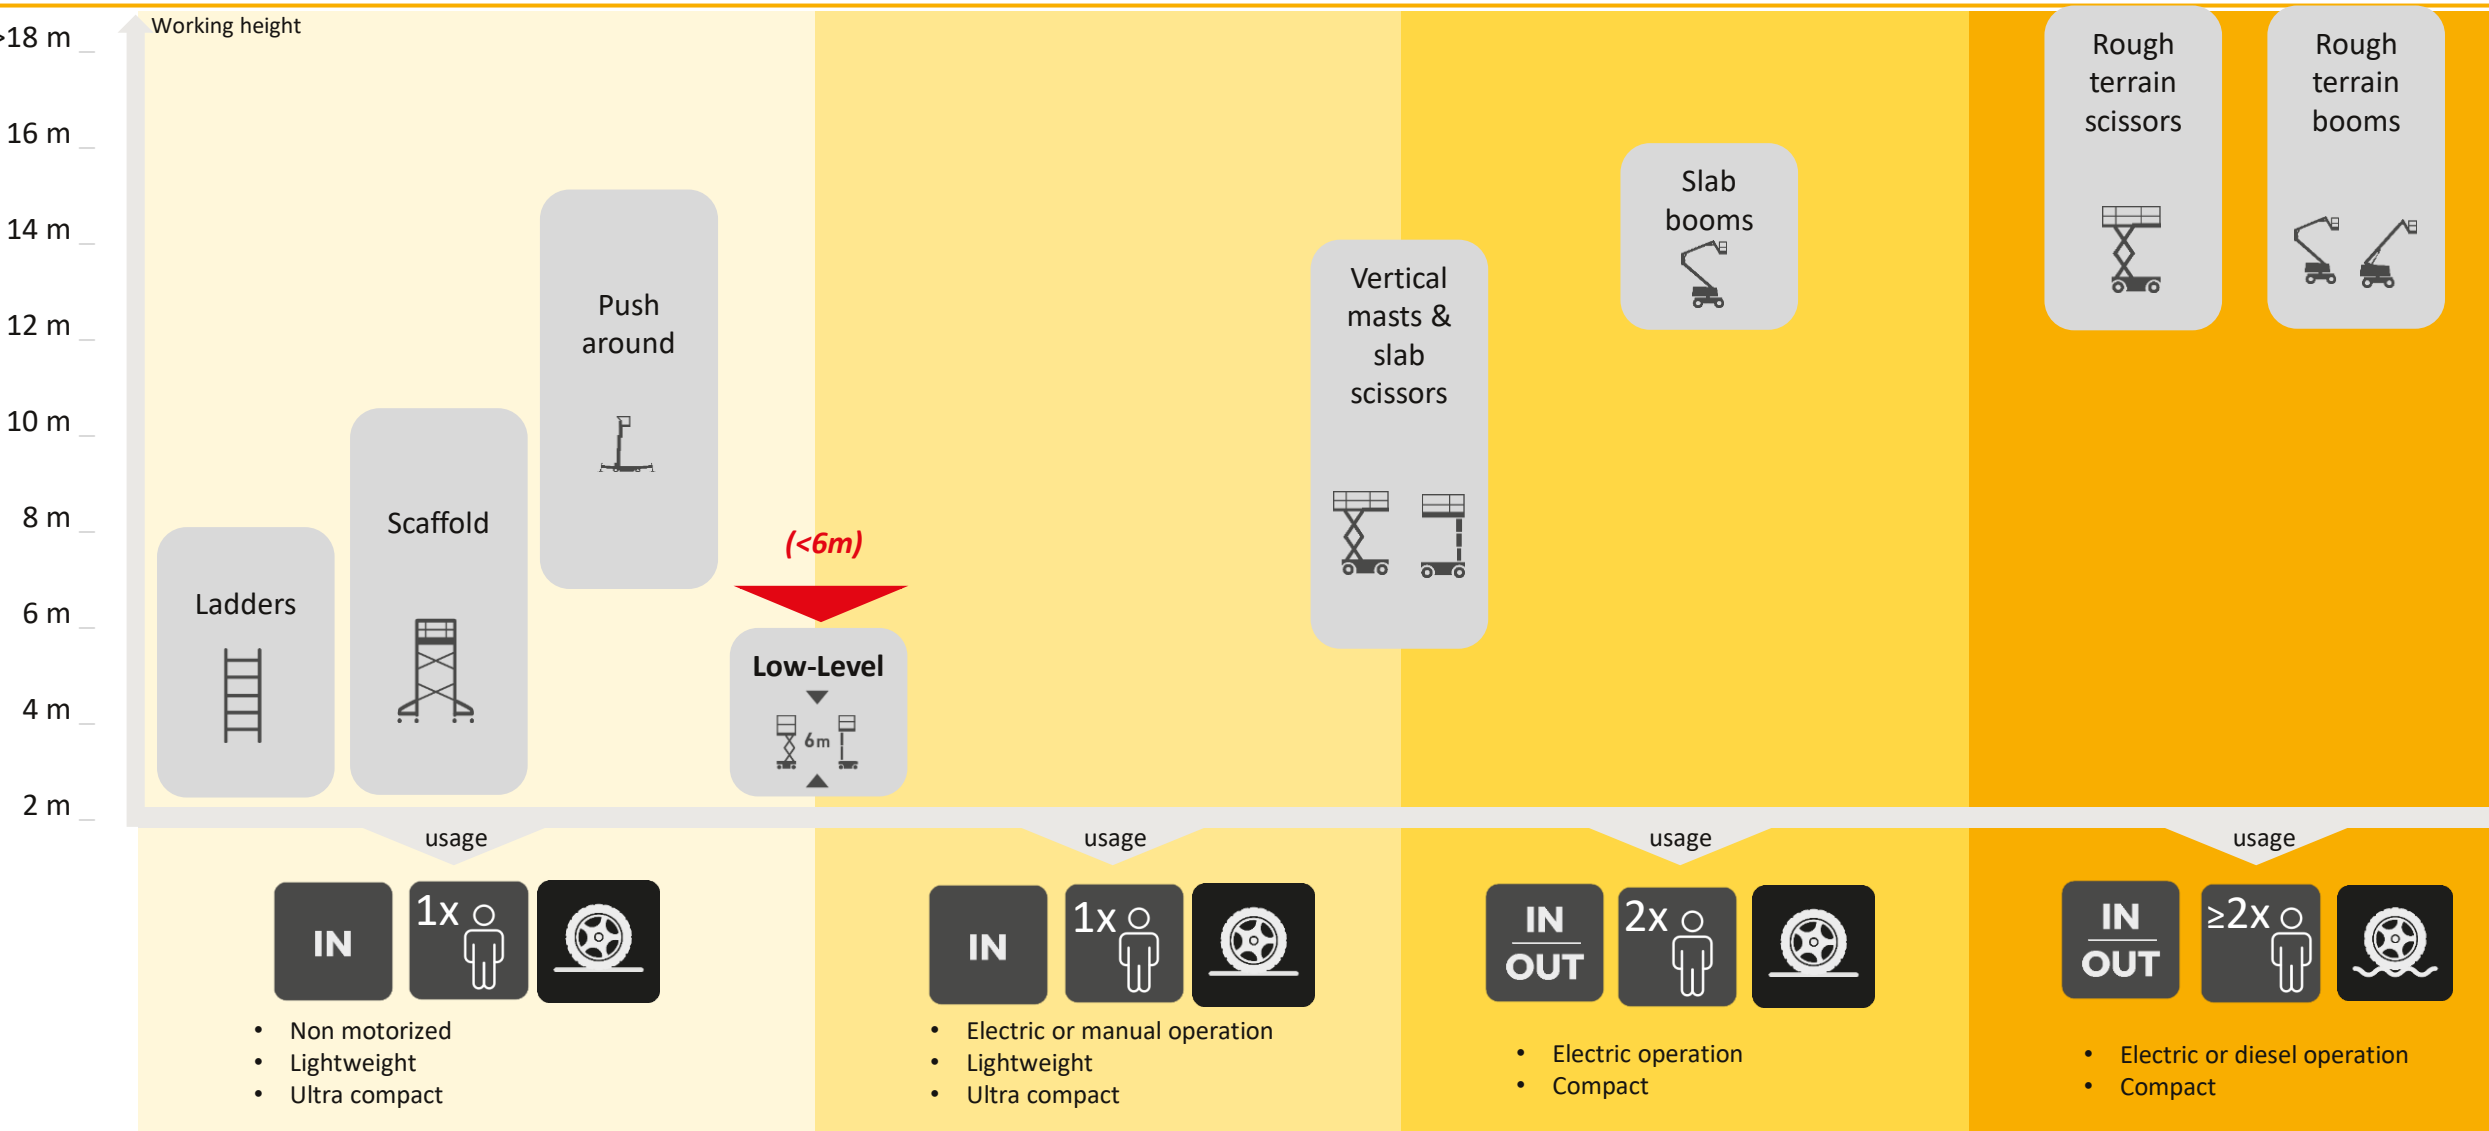 Working height
>18 m
16 m
14 m
12 m
10 m
8 m
6 m
4 m
2 m
Ladders
Scaffold
Push
around
(<6m)
Low-Level
6m
Vertical
masts &
slab
scissors
Slab
booms
Rough
terrain
scissors
Rough
terrain
booms
usage
IN
1x
• Non motorized
• Lightweight
• Ultra compact
usage
IN
1x
• Electric or manual operation
• Lightweight
• Ultra compact
usage
IN
OUT
2x
• Electric operation
• Compact
usage
IN
OUT
≥2x
• Electric or diesel operation
• Compact